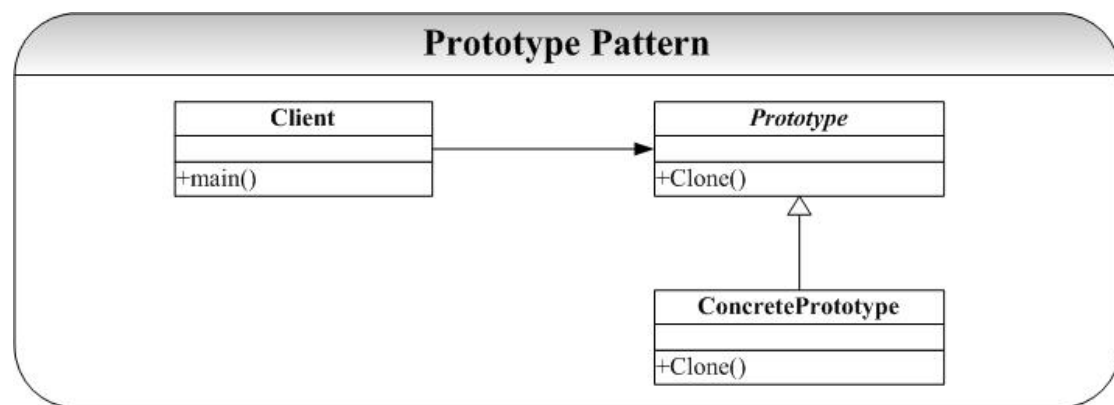 Prototype Pattern
Client
+main()
Prototype
+Clone()
ConcretePrototype
+Clone()